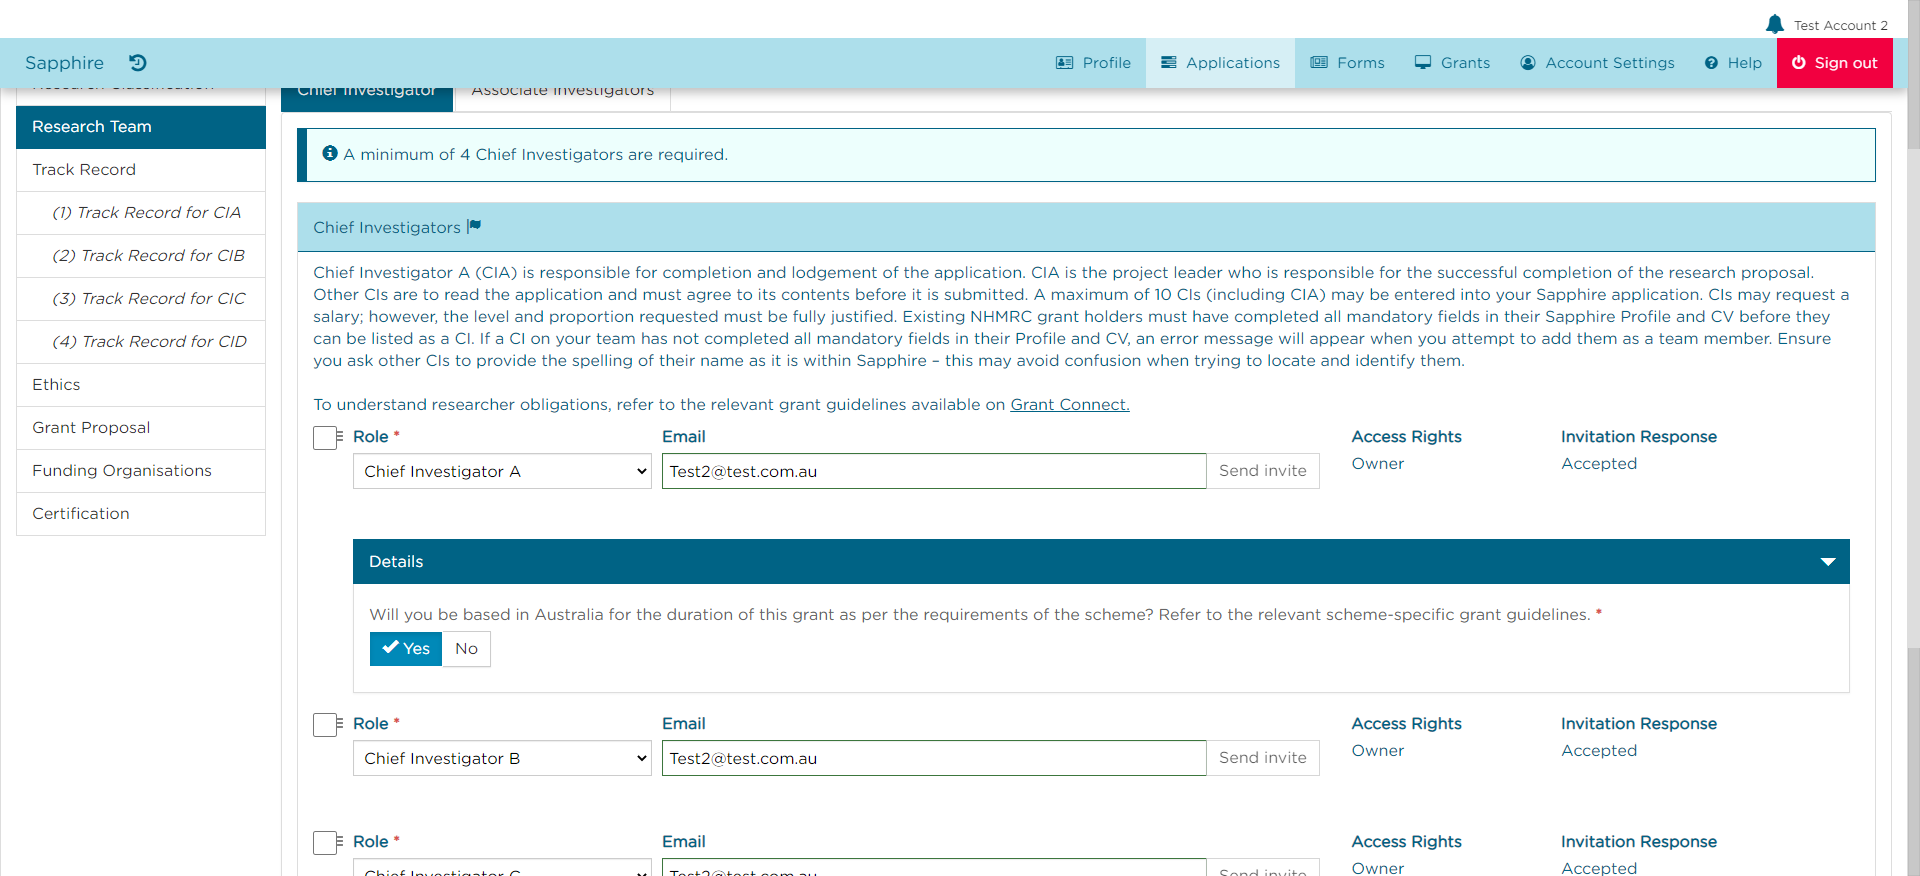 Test Account 2
Sapphire
Profile
Applications
Forms
Grants
Account Settings
Help
Sign out
Research Classification
Research Team
Track Record
(1) Track Record for CIA
(2) Track Record for CIB
(3) Track Record for CIC
(4) Track Record for CID
Ethics
Grant Proposal
Funding Organisations
Certification
Chief Investigator
Associate Investigators
A minimum of 4 Chief Investigators are required.
Chief Investigators
Chief Investigator A (CIA) is responsible for completion and lodgement of the application. CIA is the project leader who is responsible for the successful completion of the research proposal.
Other CIs are to read the application and must agree to its contents before it is submitted. A maximum of 10 CIs (including CIA) may be entered into your Sapphire application. CIs may request a
salary; however, the level and proportion requested must be fully justified. Existing NHMRC grant holders must have completed all mandatory fields in their Sapphire Profile and CV before they
can be listed as a CI. If a CI on your team has not completed all mandatory fields in their Profile and CV, an error message will appear when you attempt to add them as a team member. Ensure
you ask other CIs to provide the spelling of their name as it is within Sapphire – this may avoid confusion when trying to locate and identify them.
To understand researcher obligations, refer to the relevant grant guidelines available on Grant Connect.
Role *
Email
Access Rights
Invitation Response
Chief Investigator A
Test2@test.com.au
Send invite
Owner
Accepted
Details
Will you be based in Australia for the duration of this grant as per the requirements of the scheme? Refer to the relevant scheme-specific grant guidelines. *
Yes
No
Role *
Email
Access Rights
Invitation Response
Chief Investigator B
Test2@test.com.au
Send invite
Owner
Accepted
Role *
Email
Access Rights
Invitation Response
Chief Investigator C
Test2@test.com.au
Send invite
Owner
Accepted